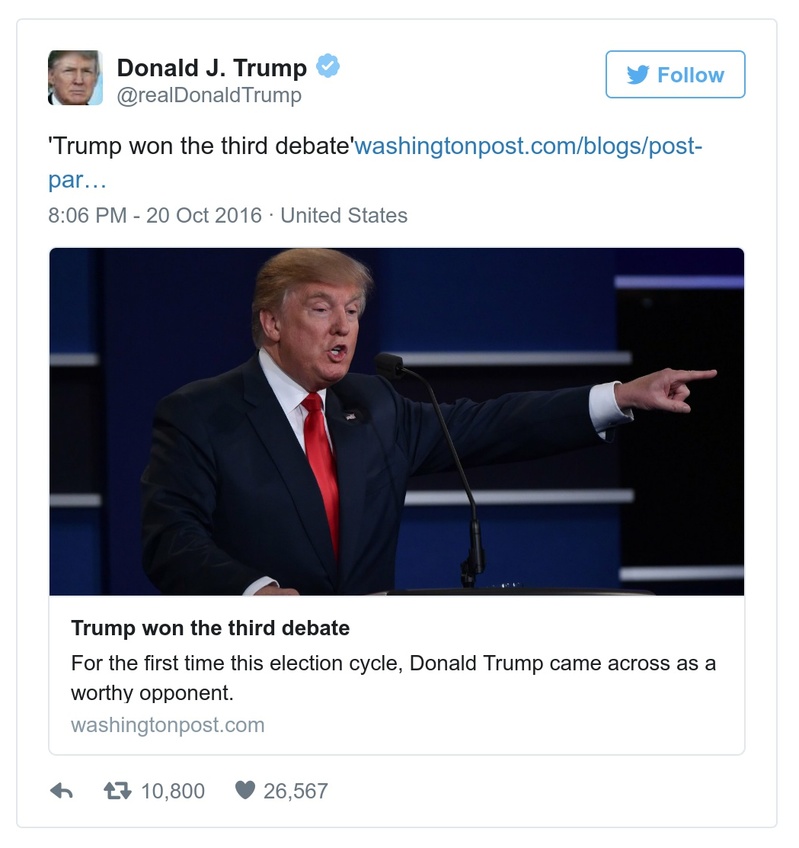 Donald J. Trump
@realDonaldTrump
Follow
'Trump won the third debate'washingtonpost.com/blogs/post-
par…
8:06 PM - 20 Oct 2016 · United States
Trump won the third debate
For the first time this election cycle, Donald Trump came across as a
worthy opponent.
washingtonpost.com
10,800 26,567